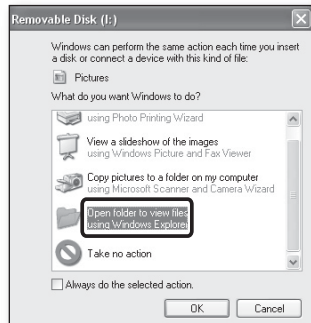 Removable Disk (I:)
Windows can perform the same action each time you insert
a disk or connect a device with this kind of file:
Pictures
What do you want Windows to do?
using Photo Printing Wizard
View a slideshow of the images
using Windows Picture and Fax Viewer
Copy pictures to a folder on my computer
using Microsoft Scanner and Camera Wizard
Open folder to view files
using Windows Explorer
Take no action
Always do the selected action.
OK
Cancel